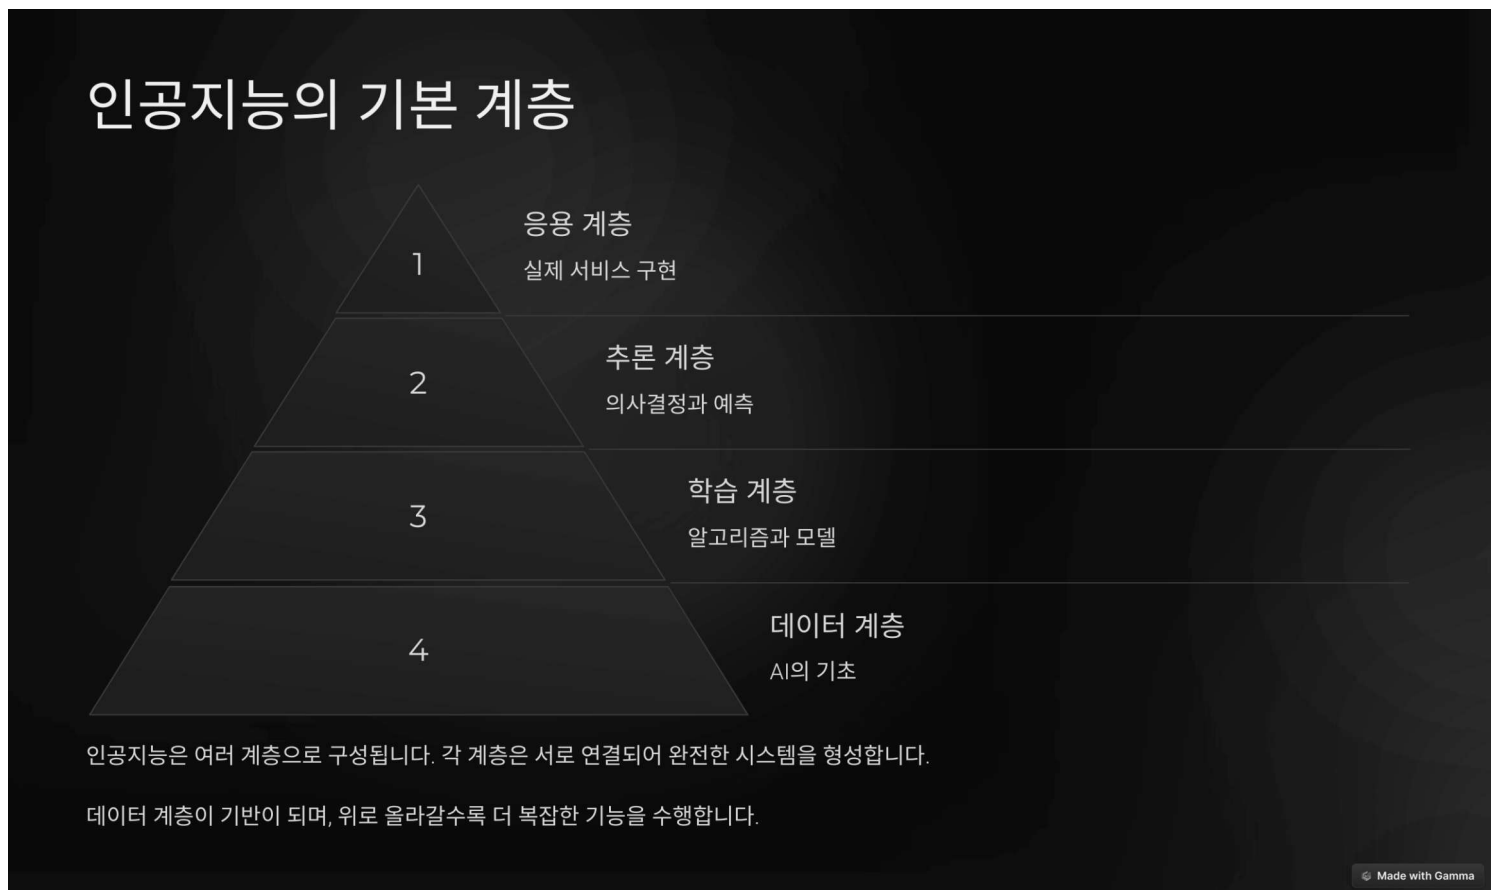 인공지능의 기본 계층
1
응용 계층
실제 서비스 구현
2
추론 계층
의사결정과 예측
3
학습 계층
알고리즘과 모델
4
데이터 계층
AI의 기초
인공지능은 여러 계층으로 구성됩니다. 각 계층은 서로 연결되어 완전한 시스템을 형성합니다.
데이터 계층이 기반이 되며, 위로 올라갈수록 더 복잡한 기능을 수행합니다.
Made with Gamma